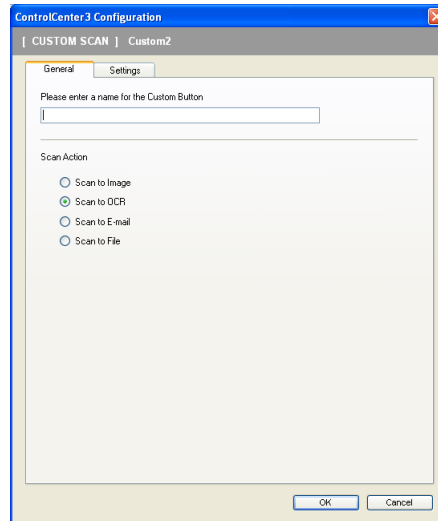 ControlCenter3 Configuration
[ CUSTOM SCAN ] Custom2
General Settings
Please enter a name for the Custom Button
Scan Action
Scan to Image
Scan to OCR
Scan to E-mail
Scan to File
OK Cancel